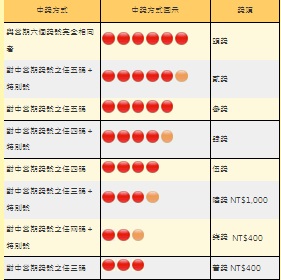 中獎方式 中獎方式圖示 獎項
與當期六個獎號完全相同
者
頭獎
對中當期獎號之任五碼+
特別號
貳獎
對中當期獎號之任五碼
參獎
對中當期獎號之任四碼+
特別號
肆獎
對中當期獎號之任四碼
伍獎
對中當期獎號之任三碼+
特別號
陸獎 NT$1,000
對中當期獎號之任兩碼+
特別號
柒獎 NT$400
對中當期獎號之任三碼
普獎 NT$400